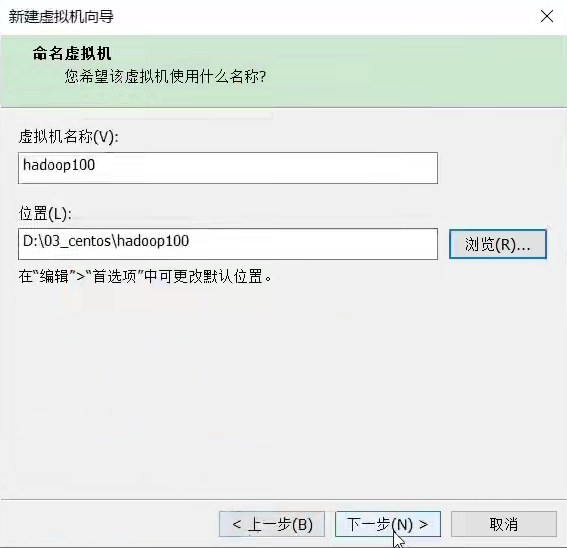 新建虚拟机向导
命名虚拟机
您希望该虚拟机使用什么名称?
虚拟机名称(V):
hadoop100
位置(L):
D:\03_centos\hadoop100
浏览(R)...
在“编辑”>“首选项”中可更改默认位置。
< 上一步(B)
下一步(N) >
取消